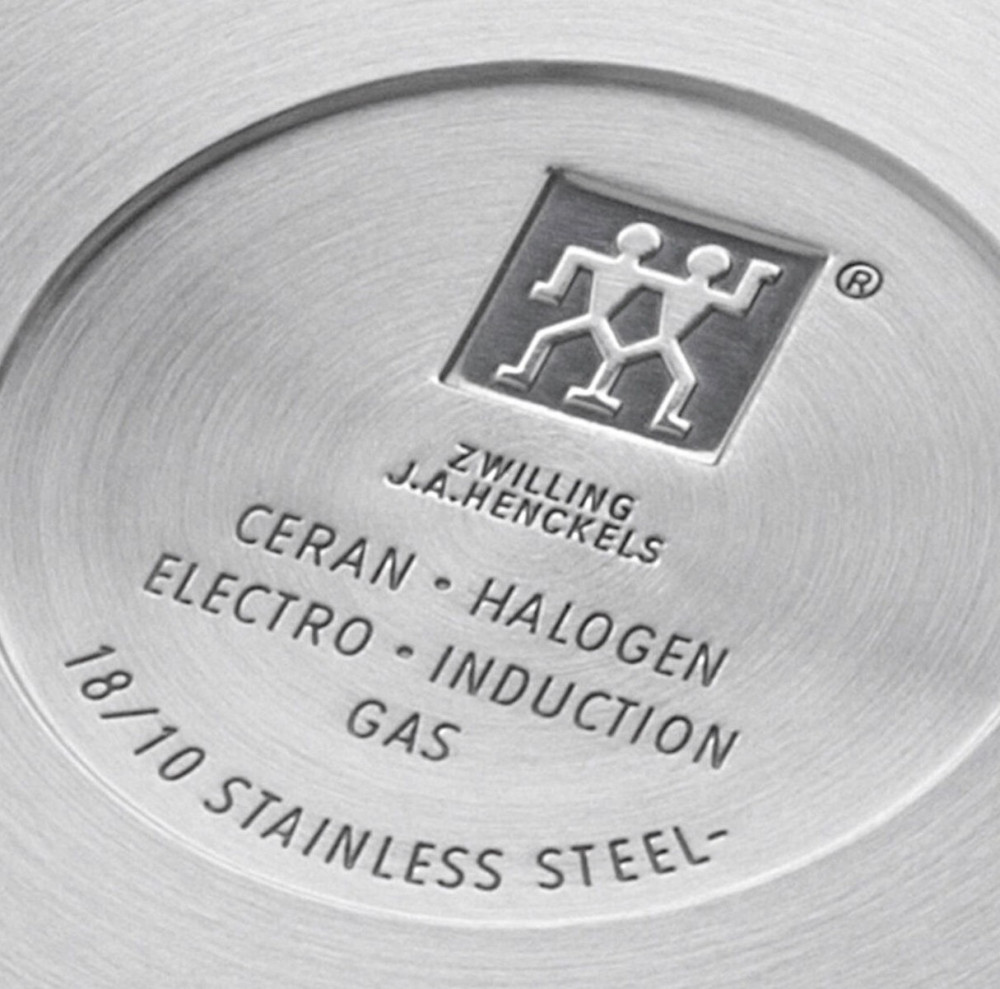 ®
ZWILLING
J.A.HENCKELS
CERAN • HALOGEN
ELECTRO • INDUCTION
GAS
18/10 STAINLESS STEEL-